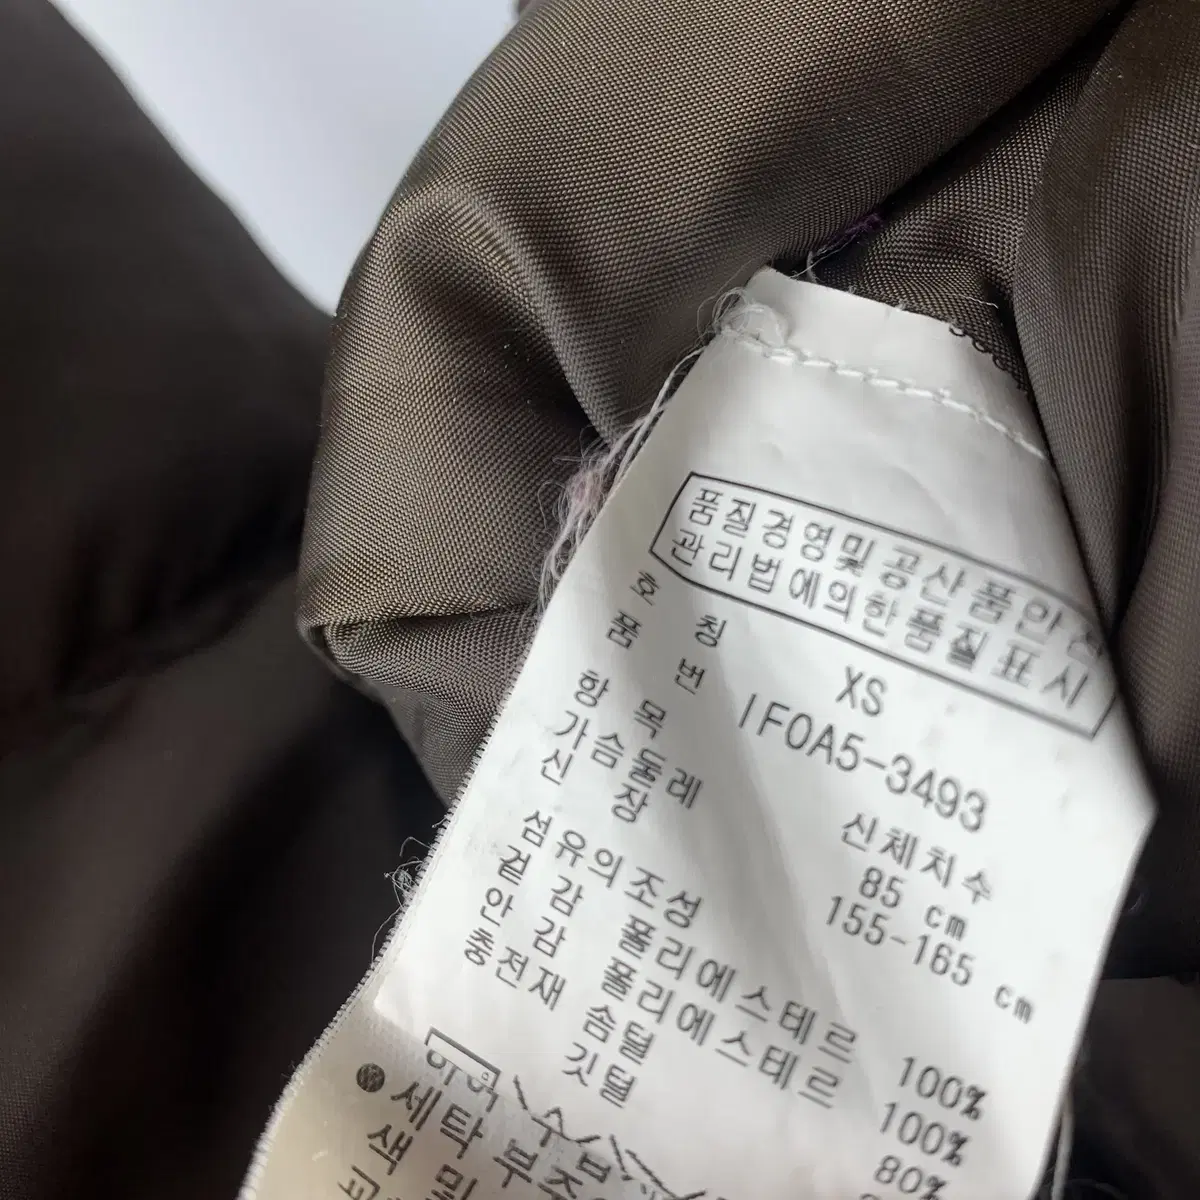 품질경영및공산품안전
관리법에의한품질표시
호 칭 XS
품 번 IF0A5-3493
항 목 신체치수
가슴둘레 85 cm
신 장 155-165 cm
섬유의조성
겉 감 폴리에스테르 100%
안 감 폴리에스테르 100%
충전재 솜털 80%
깃털
세탁 부주
색 및